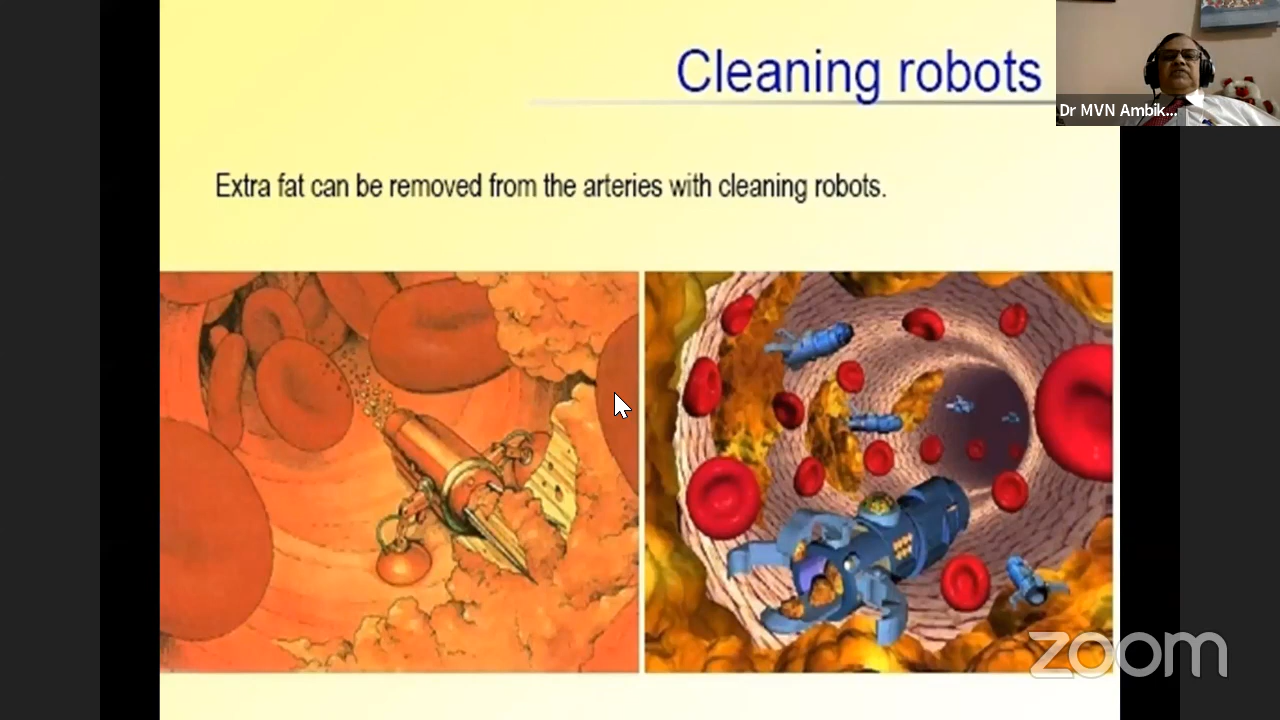 Cleaning robots
Dr MVN Ambik...
Extra fat can be removed from the arteries with cleaning robots.
zoom